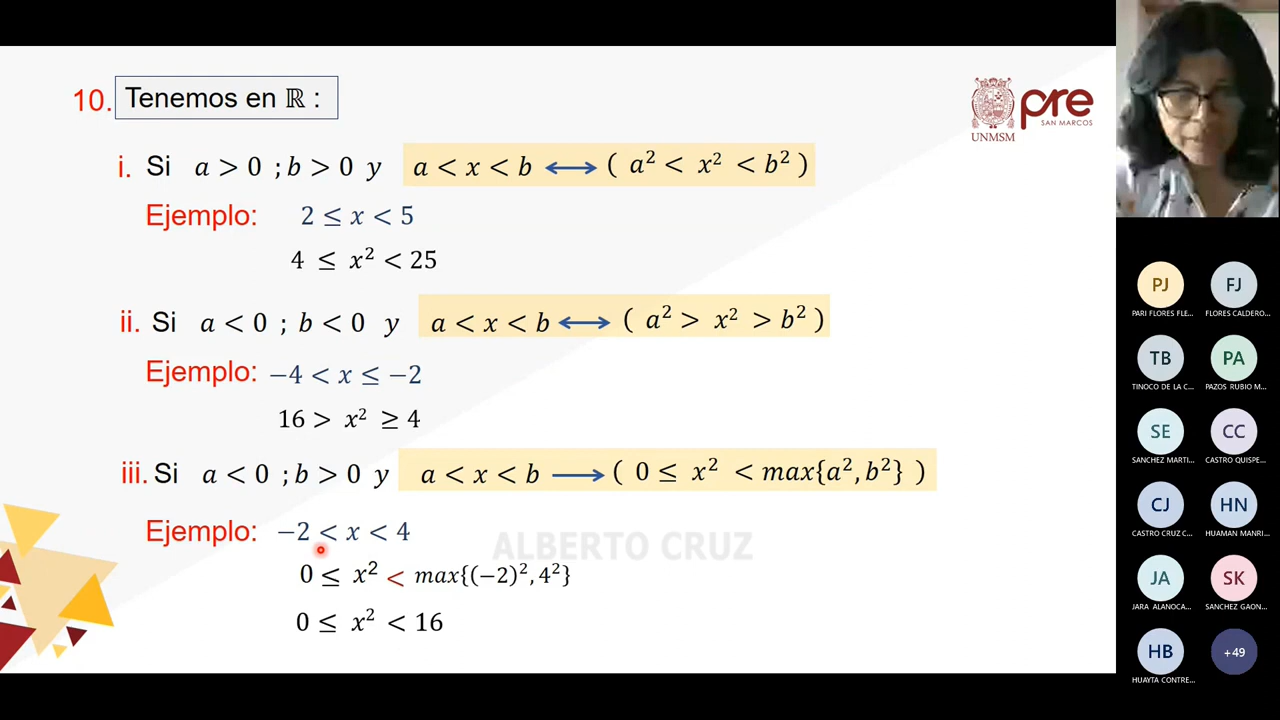 10. Tenemos en ℝ :
UNMSM
pre
SAN MARCOS
i. Si a > 0 ; b > 0 y a < x < b ⟷ ( a² < x² < b² )
Ejemplo: 2 ≤ x < 5
4 ≤ x² < 25
ii. Si a < 0 ; b < 0 y a < x < b ⟷ ( a² > x² > b² )
Ejemplo: −4 < x ≤ −2
16 > x² ≥ 4
iii. Si a < 0 ; b > 0 y a < x < b ⟶ ( 0 ≤ x² < max{a², b²} )
Ejemplo: −2 < x < 4
ALBERTO CRUZ
0 ≤ x² < max{(−2)², 4²}
0 ≤ x² < 16
PJ FJ
PARI FLORES FLE... FLORES CALDERO...
TB PA
TINOCO DE LA C... PAZOS RUBIO M...
SE CC
SANCHEZ MARTI... CASTRO QUISPE...
CJ HN
CASTRO CRUZ C... HUAMAN MANRI...
JA SK
JARA ALANOCA... SANCHEZ GAON...
HB +49
HUAYTA CONTRE...